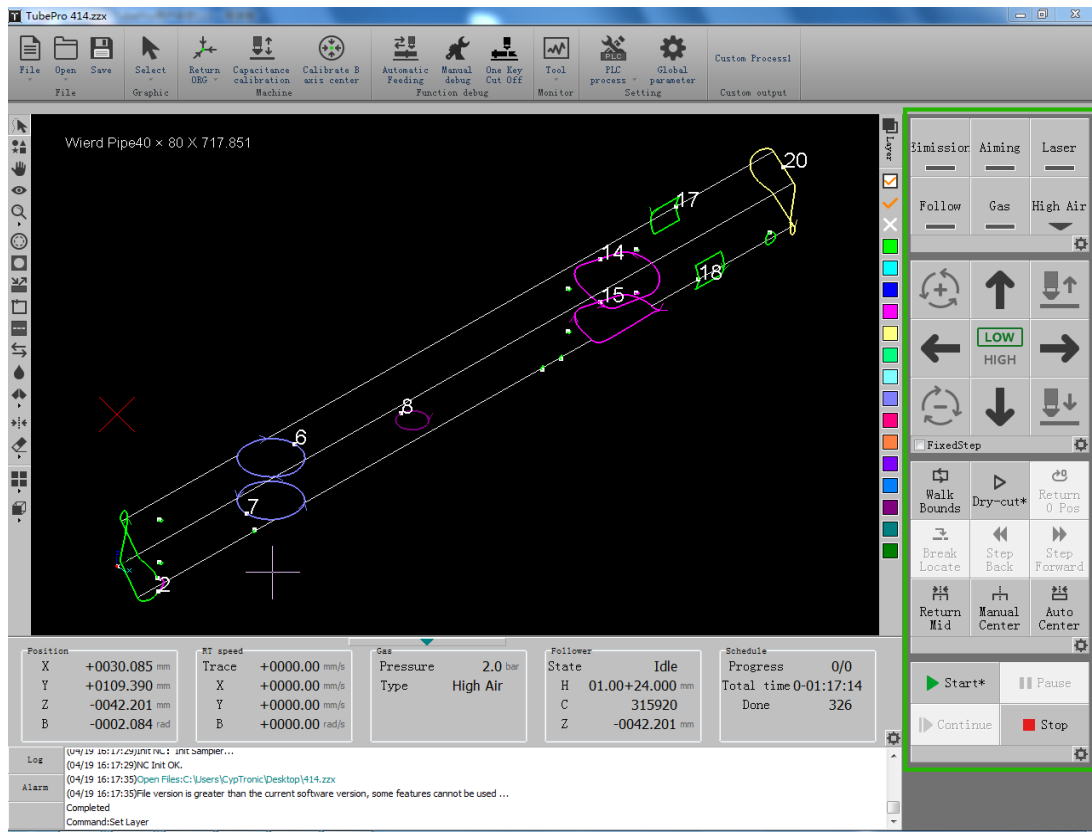 TubePro 414.zzx
File
Open
Save
Select
Return ORG
Capacitance calibration
Calibrate B axis center
Automatic Feeding
Manual debug
One Key Cut Off
Tool
PLC
PLC process
Global parameter
Custom Process1
File
Graphic
Machine
Function debug
Monitor
Setting
Custom output
Wierd Pipe40 × 80 X 717.851
Layer
20
17
14
18
15
8
6
7
2
Eimission
Aiming
Laser
Follow
Gas
High Air
LOW
HIGH
FixedStep
Walk Bounds
Dry-cut*
Return 0 Pos
Break Locate
Step Back
Step Forward
Return Mid
Manual Center
Auto Center
Start*
Pause
Continue
Stop
Position
X +0030.085 mm
Y +0109.390 mm
Z -0042.201 mm
B -0002.084 rad
RT speed
Trace +0000.00 mm/s
X +0000.00 mm/s
Y +0000.00 mm/s
B +0000.00 rad/s
Gas
Pressure 2.0 bar
Type High Air
Follower
State Idle
H 01.00+24.000 mm
C 315920
Z -0042.201 mm
Schedule
Progress 0/0
Total time 0-01:17:14
Done 326
Log
Alarm
(04/19 16:17:29)Init NC: Init Sampler...
(04/19 16:17:29)NC Init OK.
(04/19 16:17:35)Open Files:C:\Users\CypTronic\Desktop\414.zzx
(04/19 16:17:35)File version is greater than the current software version, some features cannot be used ...
Completed
Command:Set Layer